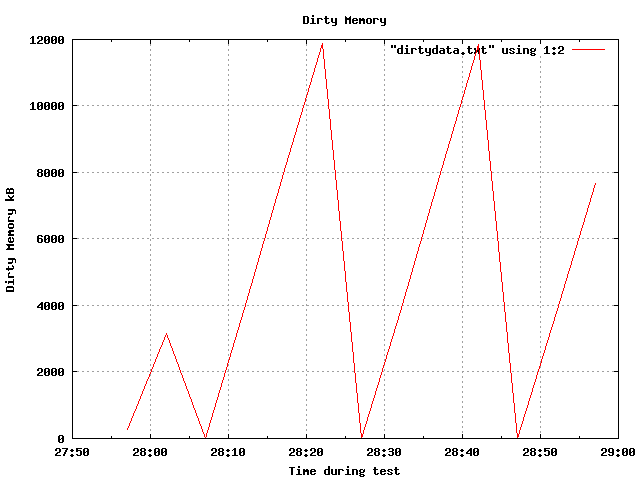 Dirty Memory
"dirtydata.txt" using 1:2
12000
10000
8000
6000
4000
2000
0
Dirty Memory kB
27:50 28:00 28:10 28:20 28:30 28:40 28:50 29:00
Time during test